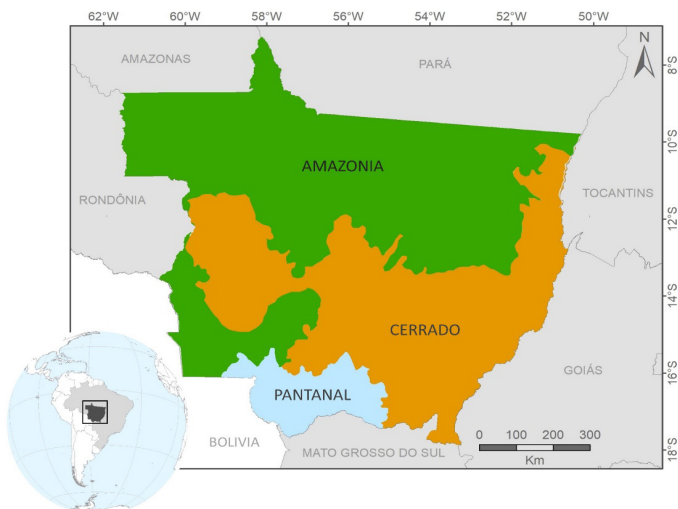 62°W 60°W 58°W 56°W 54°W 52°W 50°W
N
AMAZONAS
PARÁ
8°S
10°S
AMAZONIA
RONDÔNIA
TOCANTINS
12°S
14°S
CERRADO
GOIÁS
16°S
PANTANAL
BOLIVIA
MATO GROSSO DO SUL
0 100 200 300
Km
18°S